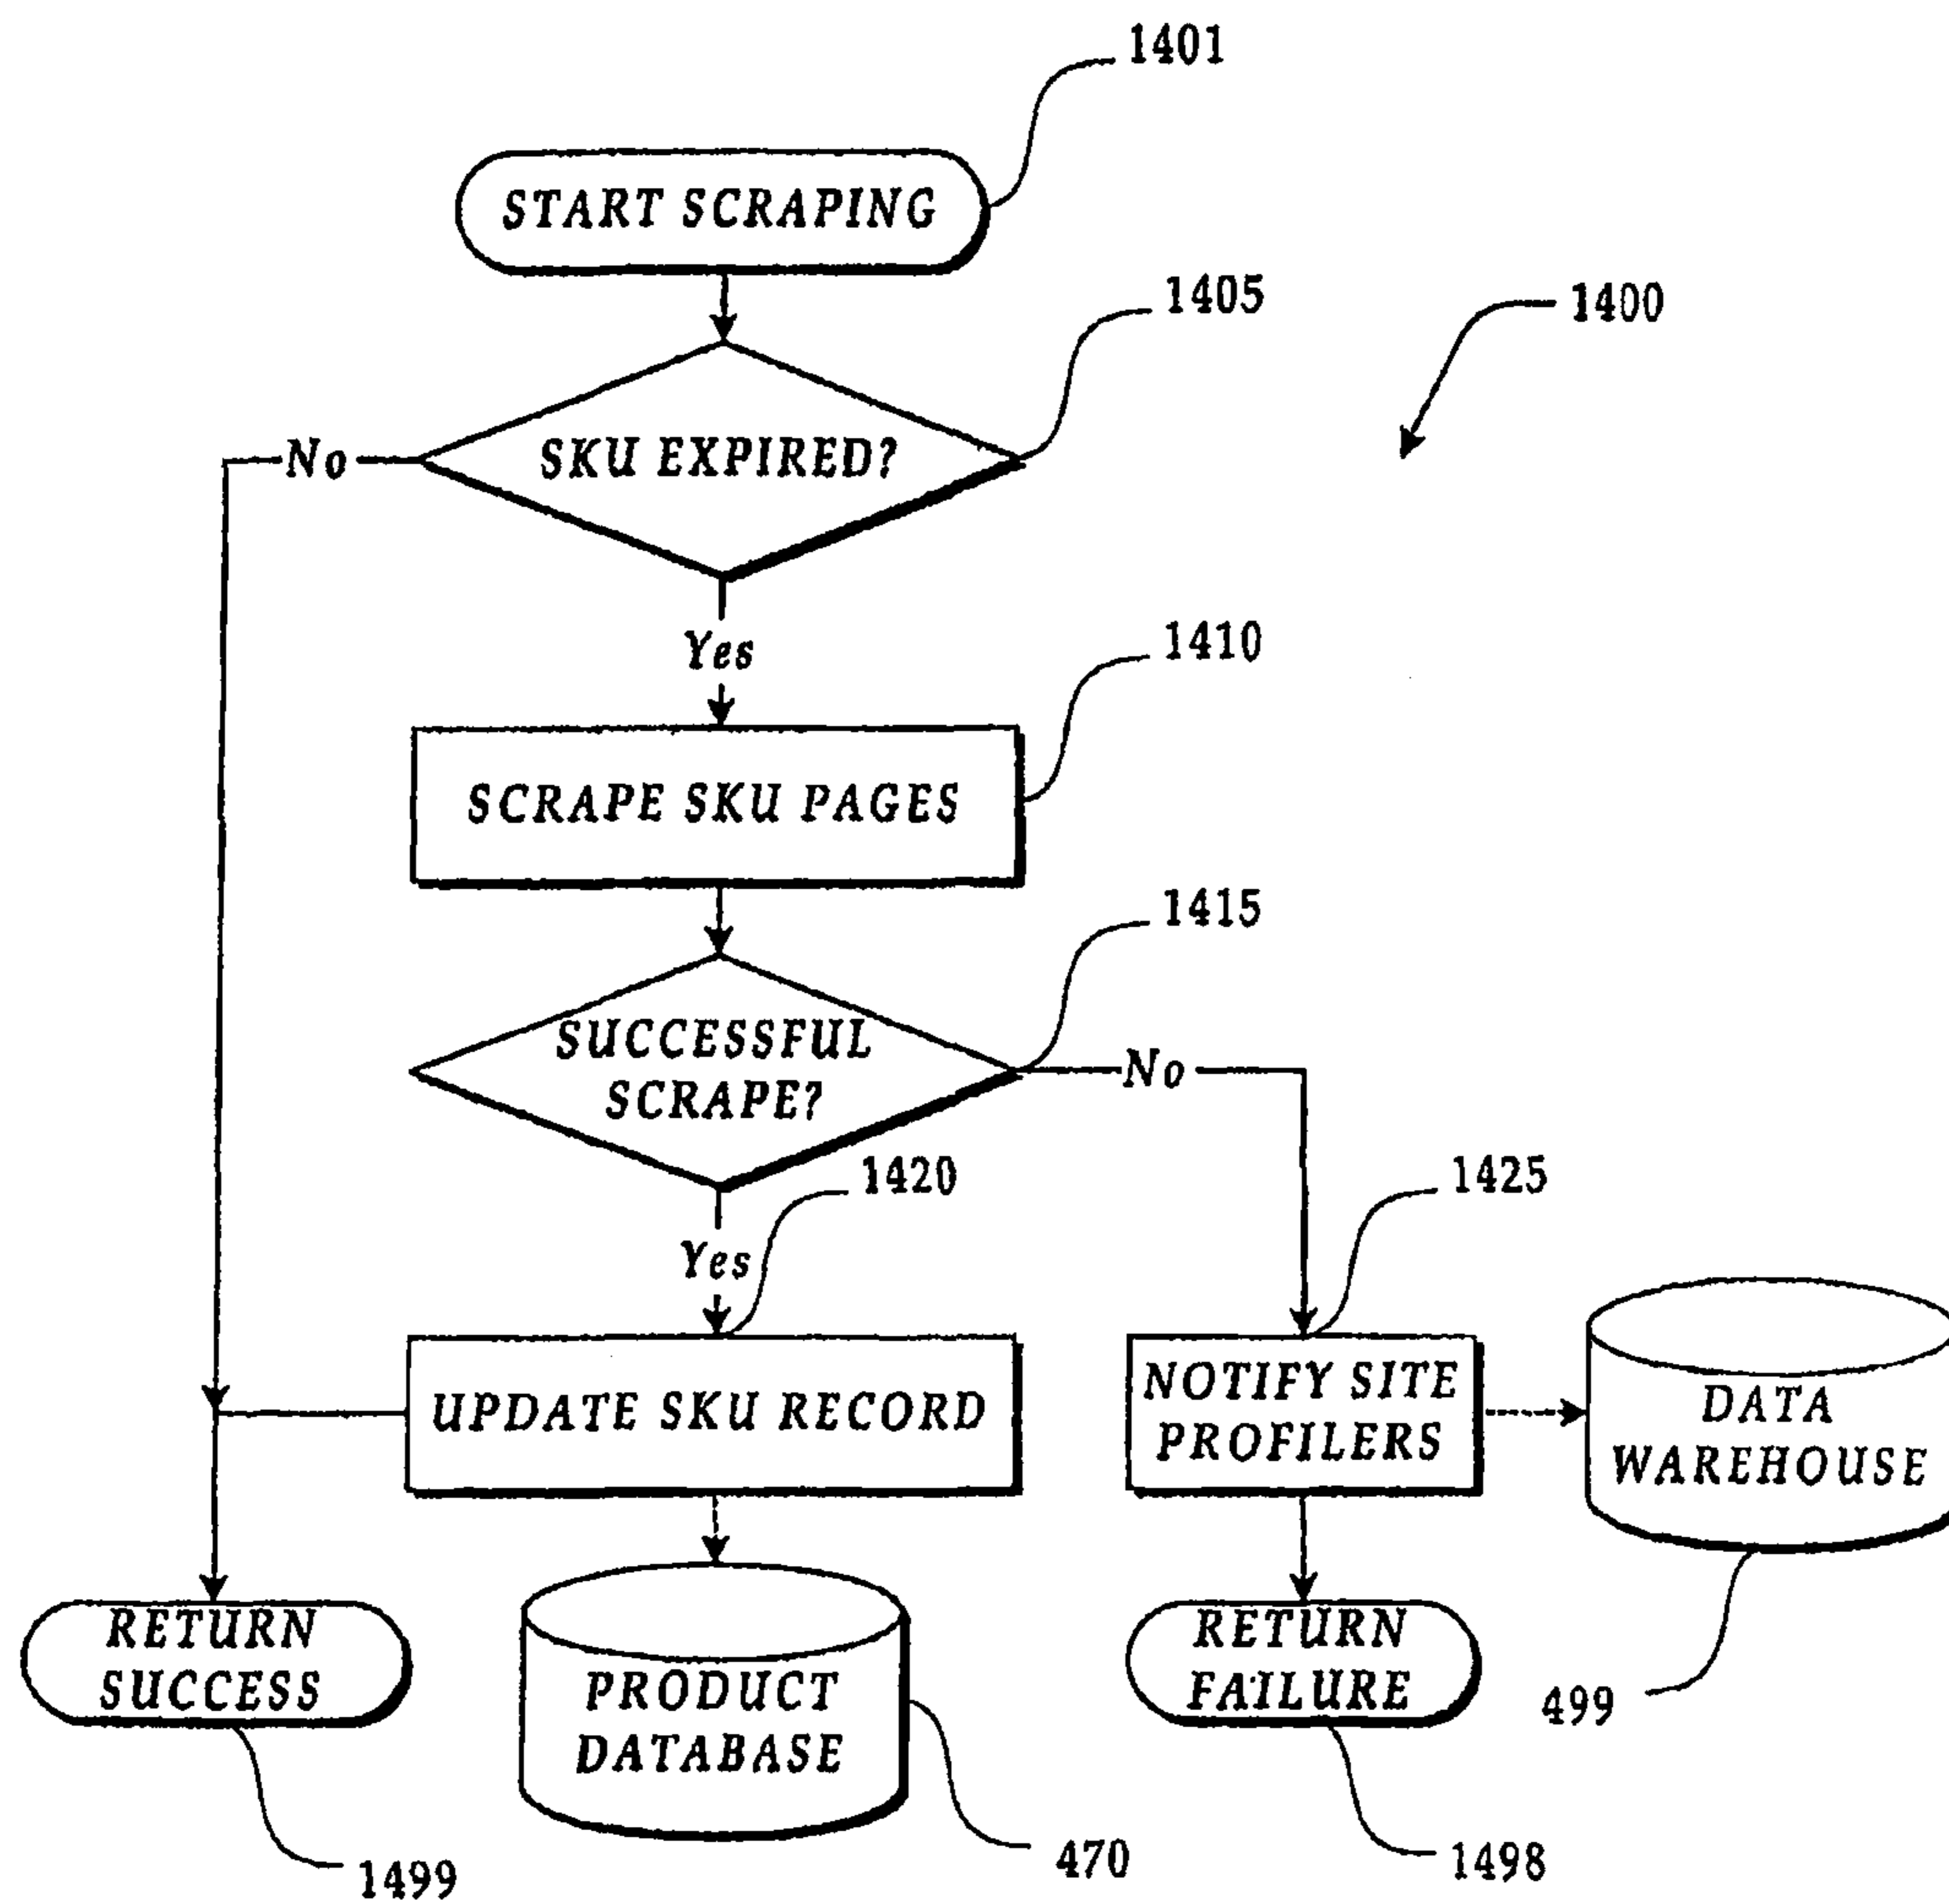 1401
START SCRAPING
1405
1400
No
SKU EXPIRED?
Yes
1410
SCRAPE SKU PAGES
1415
SUCCESSFUL
SCRAPE?
No
1420
1425
Yes
UPDATE SKU RECORD
NOTIFY SITE
PROFILERS
DATA
WAREHOUSE
RETURN
SUCCESS
PRODUCT
DATABASE
RETURN
FAILURE
499
1499
470
1498